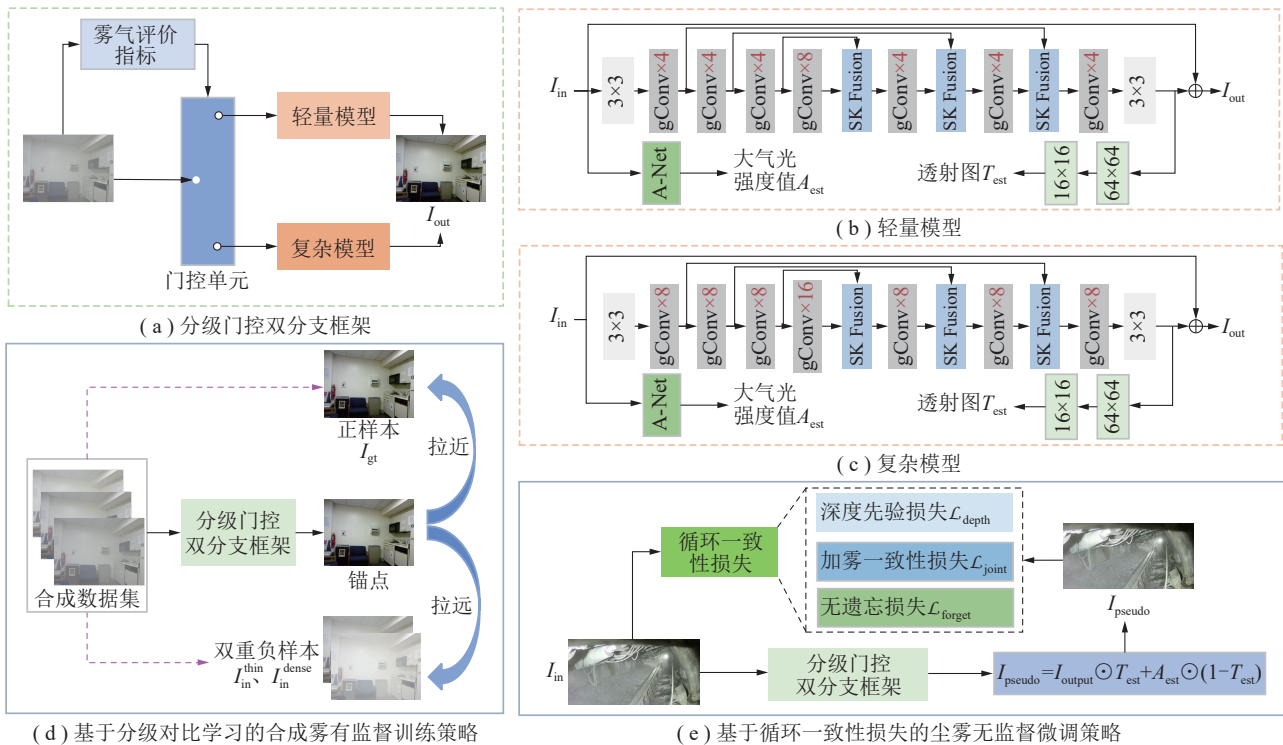 雾气评价
指标
轻量模型
I_out
复杂模型
门控单元
( a ) 分级门控双分支框架
I_in
3×3
gConv×4
gConv×4
gConv×4
gConv×8
SK Fusion
gConv×4
SK Fusion
gConv×4
SK Fusion
gConv×4
3×3
I_out
A-Net
大气光
强度值A_est
透射图T_est
16×16
64×64
( b ) 轻量模型
I_in
3×3
gConv×8
gConv×8
gConv×8
gConv×16
SK Fusion
gConv×8
SK Fusion
gConv×8
SK Fusion
gConv×8
3×3
I_out
A-Net
大气光
强度值A_est
透射图T_est
16×16
64×64
( c ) 复杂模型
正样本
I_gt
拉近
分级门控
双分支框架
锚点
合成数据集
拉远
双重负样本
I_in^thin、I_in^dense
( d ) 基于分级对比学习的合成雾有监督训练策略
循环一致
性损失
深度先验损失ℒ_depth
加雾一致性损失ℒ_joint
无遗忘损失ℒ_forget
I_pseudo
I_in
分级门控
双分支框架
I_pseudo=I_output⊙T_est+A_est⊙(1−T_est)
( e ) 基于循环一致性损失的尘雾无监督微调策略